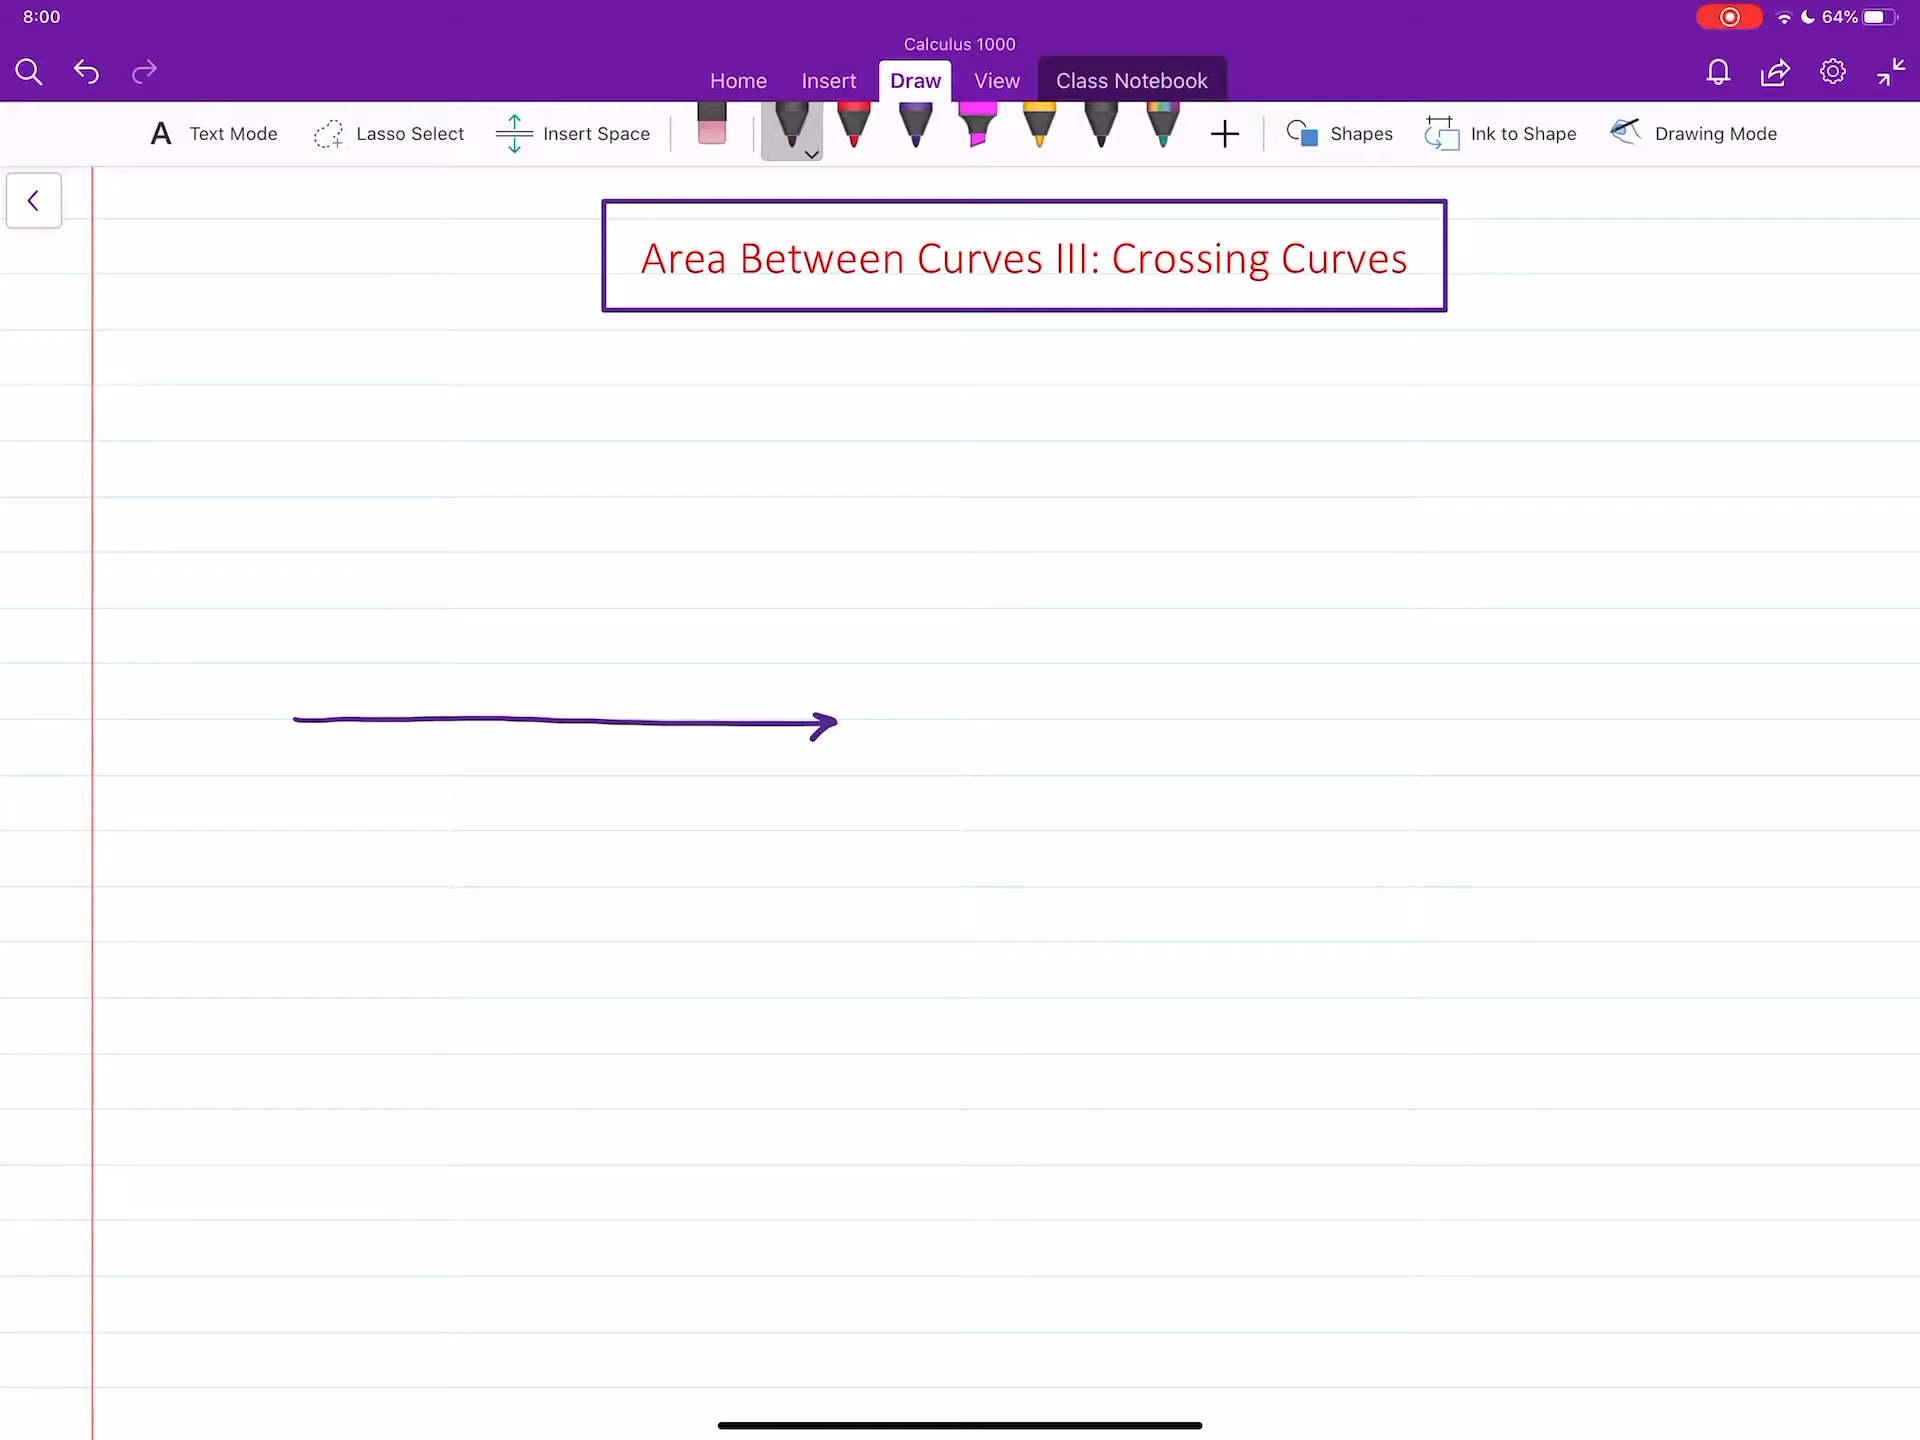 8:00
64%
Calculus 1000
Home Insert Draw View Class Notebook
A Text Mode Lasso Select Insert Space Shapes Ink to Shape Drawing Mode
Area Between Curves III: Crossing Curves